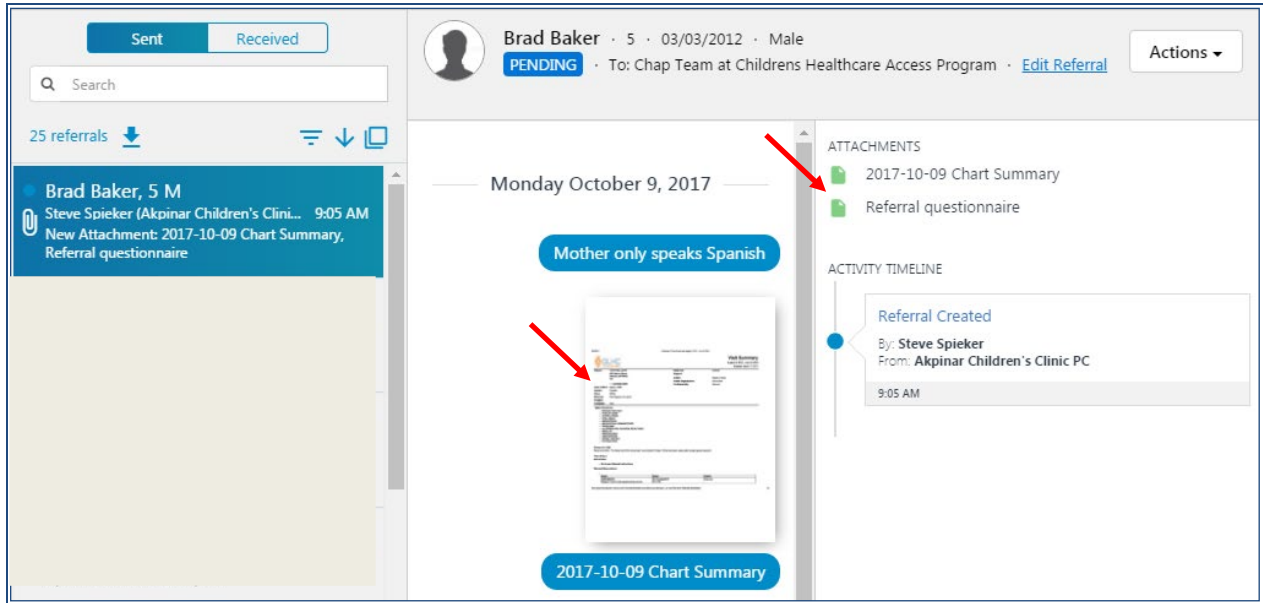 Sent
Received
Search
25 referrals
Brad Baker, 5 M
Steve Spieker (Akpinar Children's Clini... 9:05 AM
New Attachment: 2017-10-09 Chart Summary,
Referral questionnaire
Brad Baker · 5 · 03/03/2012 · Male
PENDING · To: Chap Team at Childrens Healthcare Access Program · Edit Referral
Actions
Monday October 9, 2017
Mother only speaks Spanish
Visit Summary
2017-10-09 Chart Summary
ATTACHMENTS
2017-10-09 Chart Summary
Referral questionnaire
ACTIVITY TIMELINE
Referral Created
By: Steve Spieker
From: Akpinar Children's Clinic PC
9:05 AM